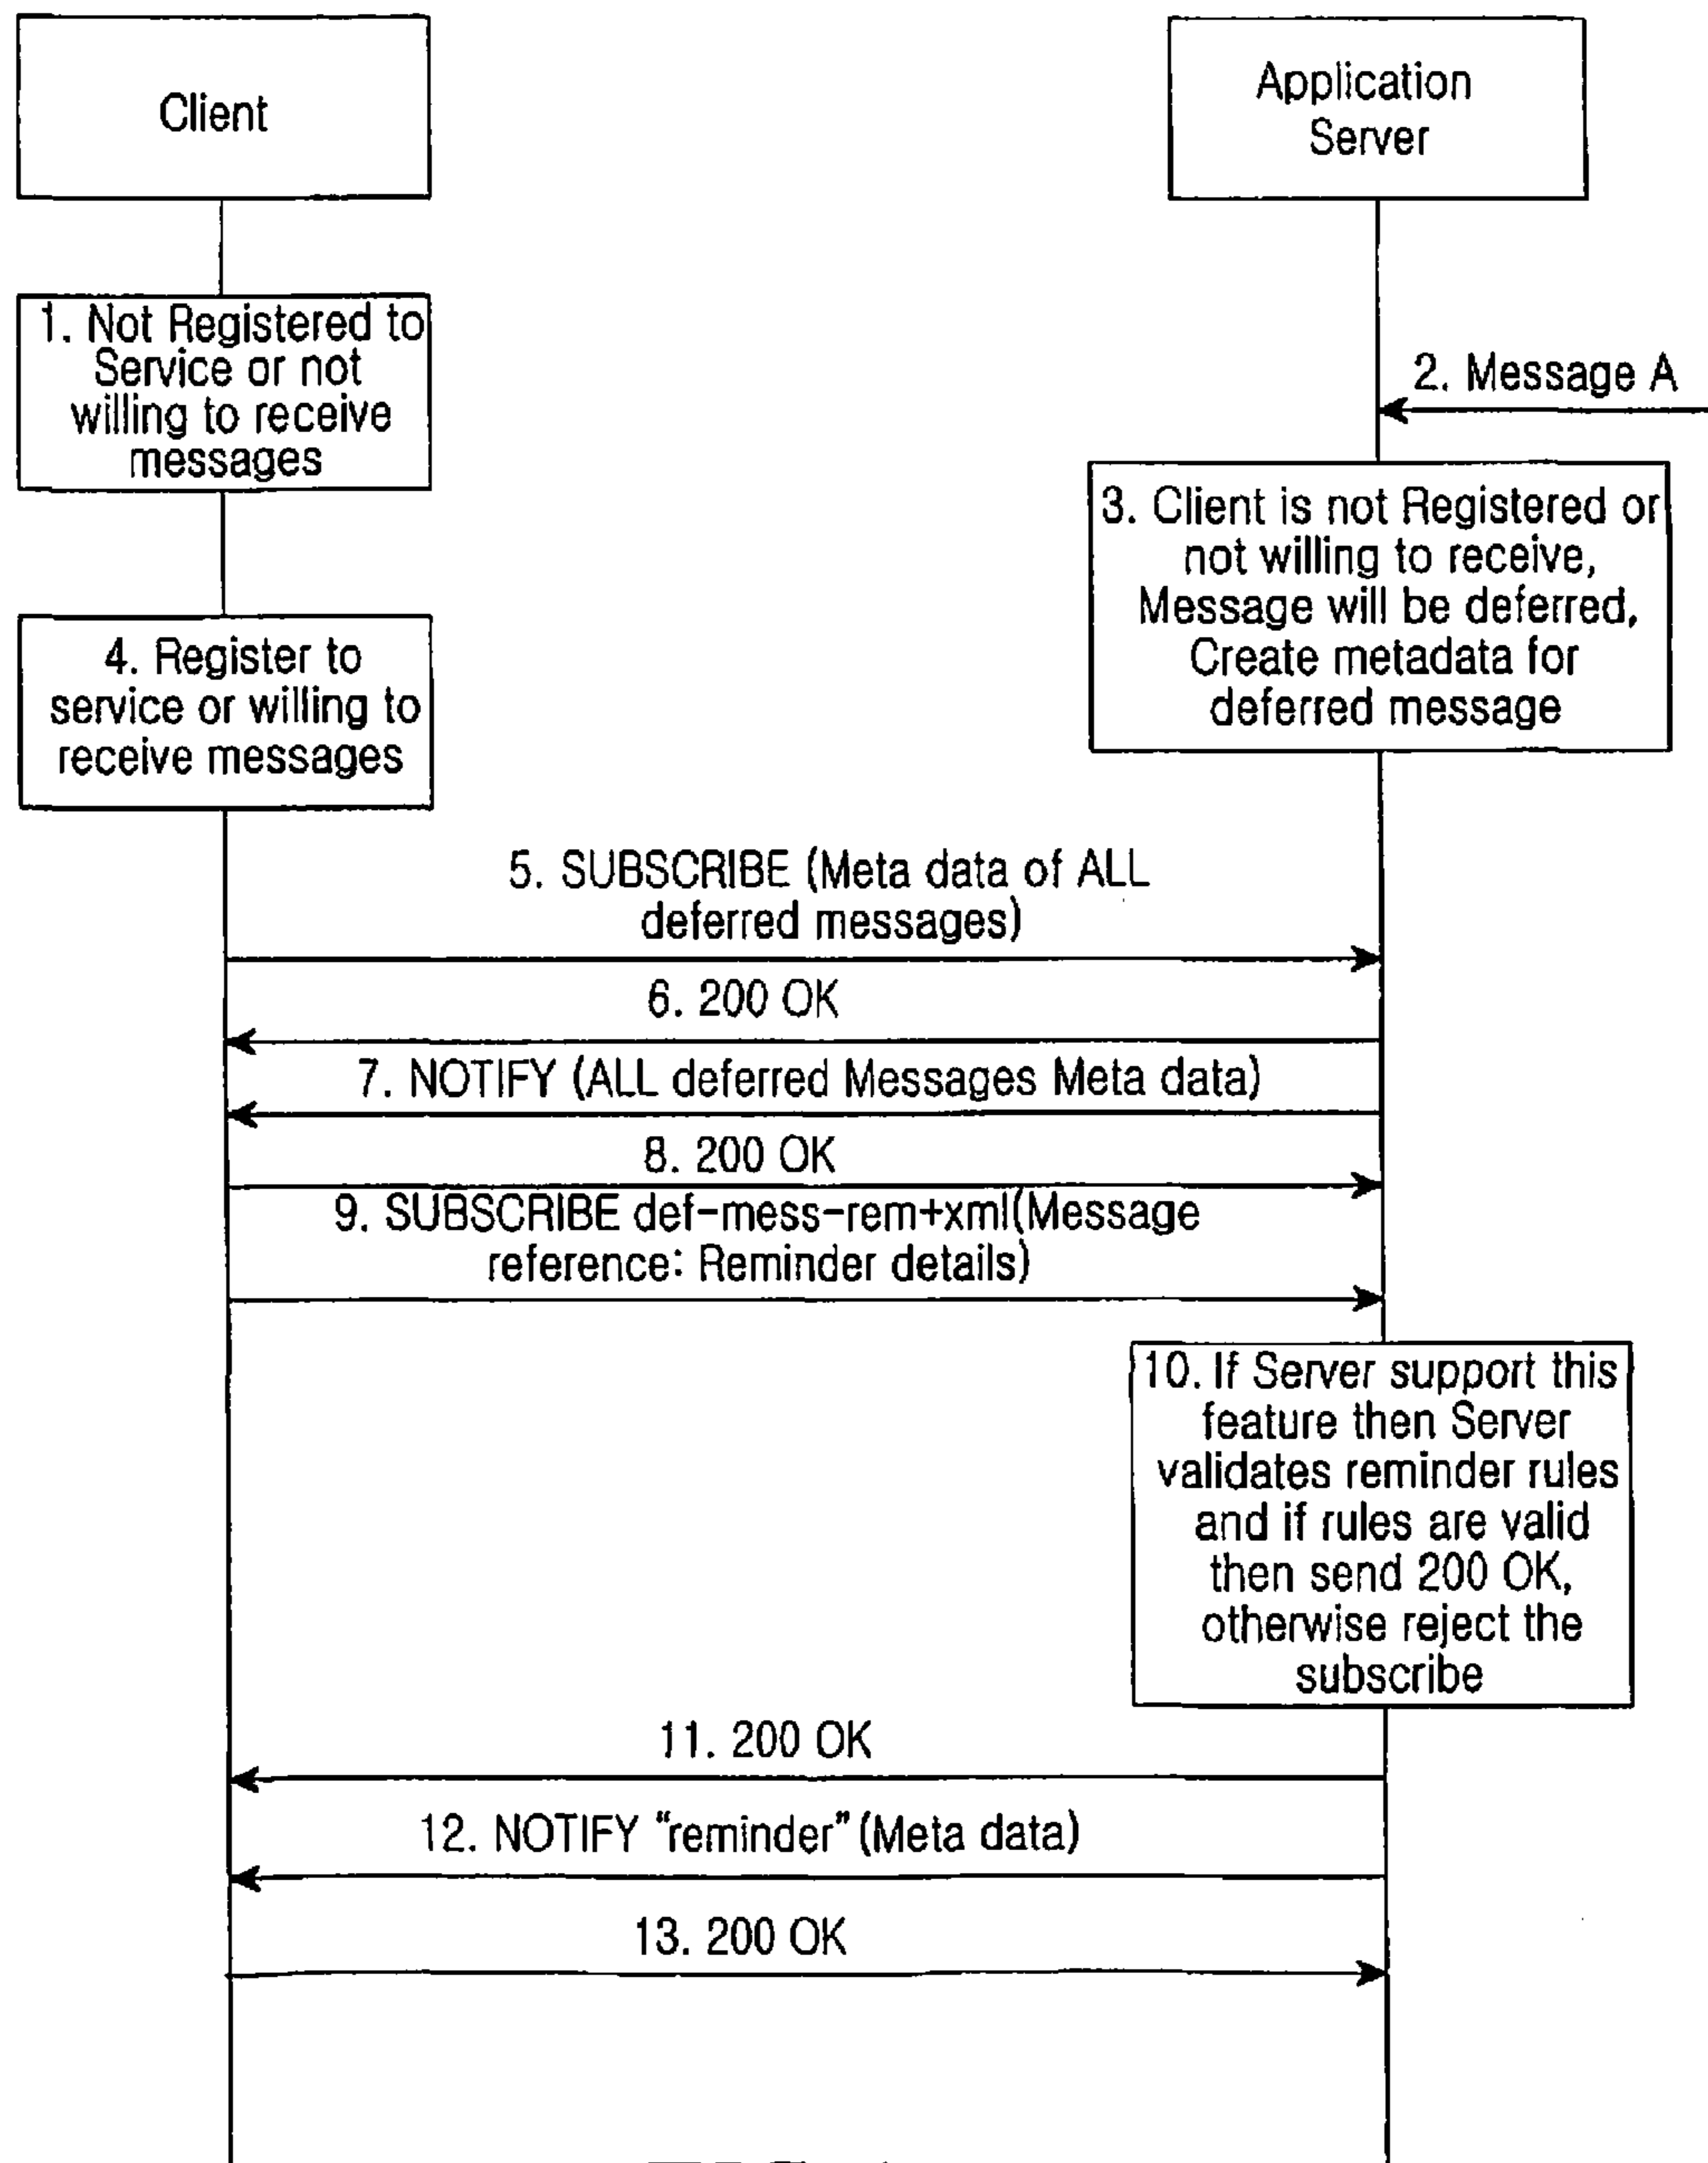 Client
Application
Server
1. Not Registered to
Service or not
willing to receive
messages
2. Message A
3. Client is not Registered or
not willing to receive,
Message will be deferred,
Create metadata for
deferred message
4. Register to
service or willing to
receive messages
5. SUBSCRIBE (Meta data of ALL
deferred messages)
6. 200 OK
7. NOTIFY (ALL deferred Messages Meta data)
8. 200 OK
9. SUBSCRIBE def-mess-rem+xml(Message
reference: Reminder details)
10. If Server support this
feature then Server
validates reminder rules
and if rules are valid
then send 200 OK,
otherwise reject the
subscribe
11. 200 OK
12. NOTIFY “reminder” (Meta data)
13. 200 OK